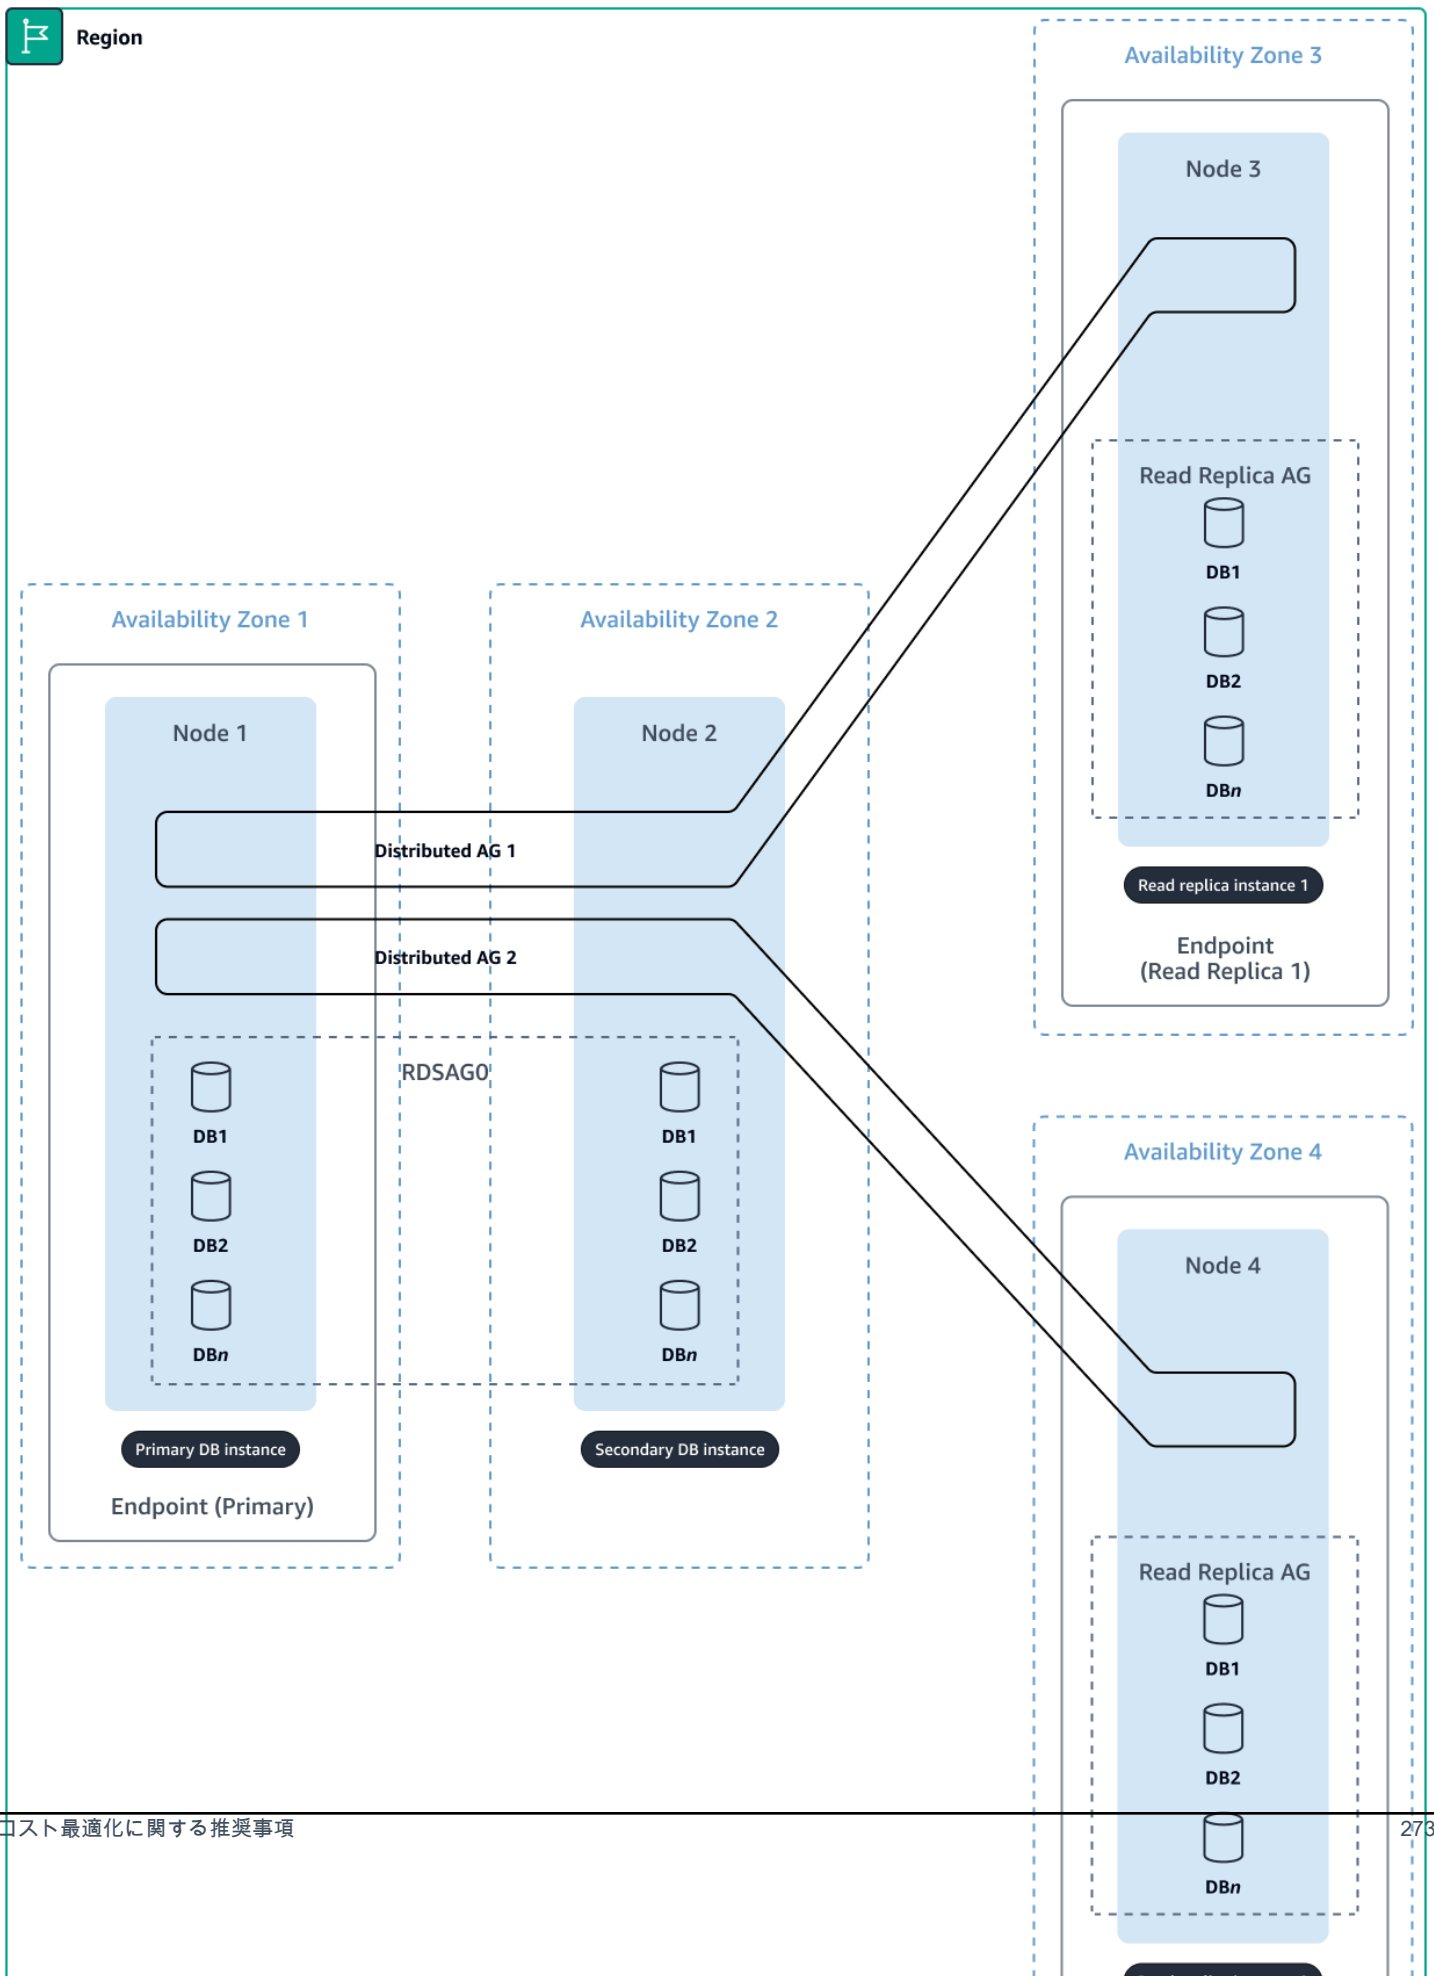 Region
Availability Zone 3
Node 3
Read Replica AG
DB1
DB2
DBn
Read replica instance 1
Endpoint
(Read Replica 1)
Availability Zone 1
Node 1
Availability Zone 2
Node 2
Distributed AG 1
Distributed AG 2
RDSAG0
DB1
DB1
DB2
DB2
DBn
DBn
Primary DB instance
Secondary DB instance
Endpoint (Primary)
Availability Zone 4
Node 4
Read Replica AG
DB1
DB2
DBn
コスト最適化に関する推奨事項
273